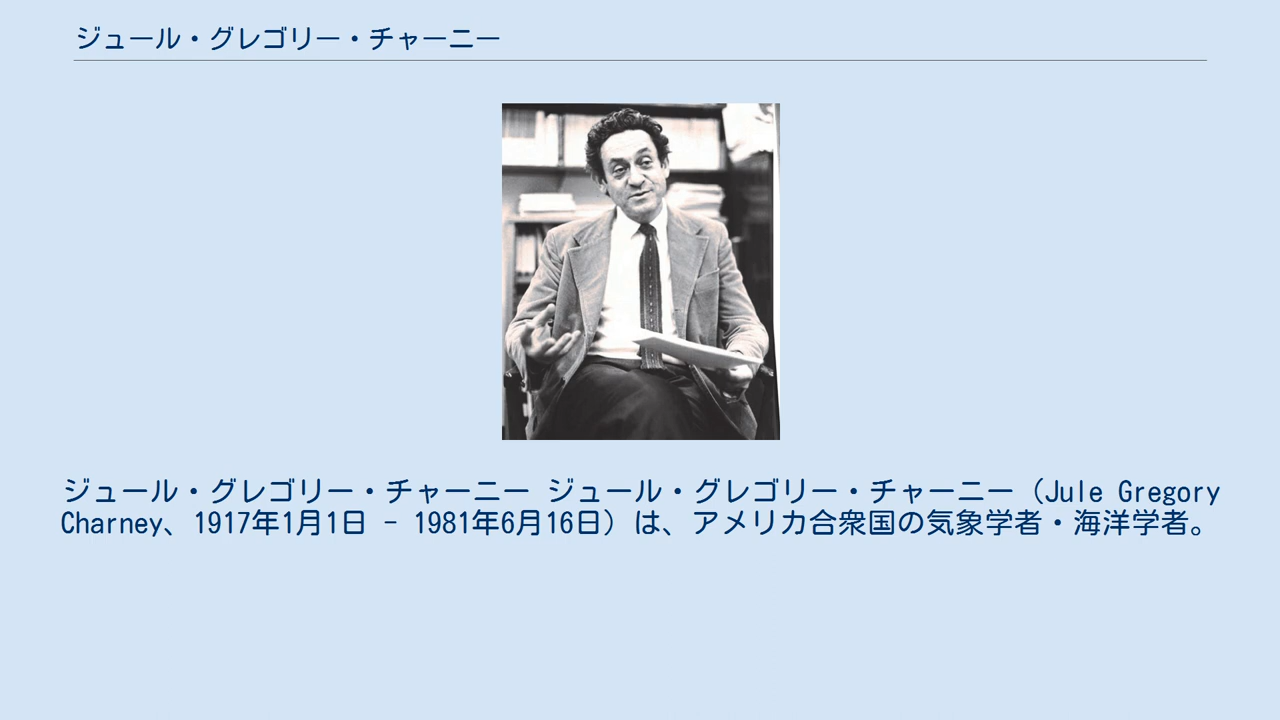 ジュール・グレゴリー・チャーニー
ジュール・グレゴリー・チャーニー ジュール・グレゴリー・チャーニー（Jule Gregory
Charney、1917年1月1日 - 1981年6月16日）は、アメリカ合衆国の気象学者・海洋学者。